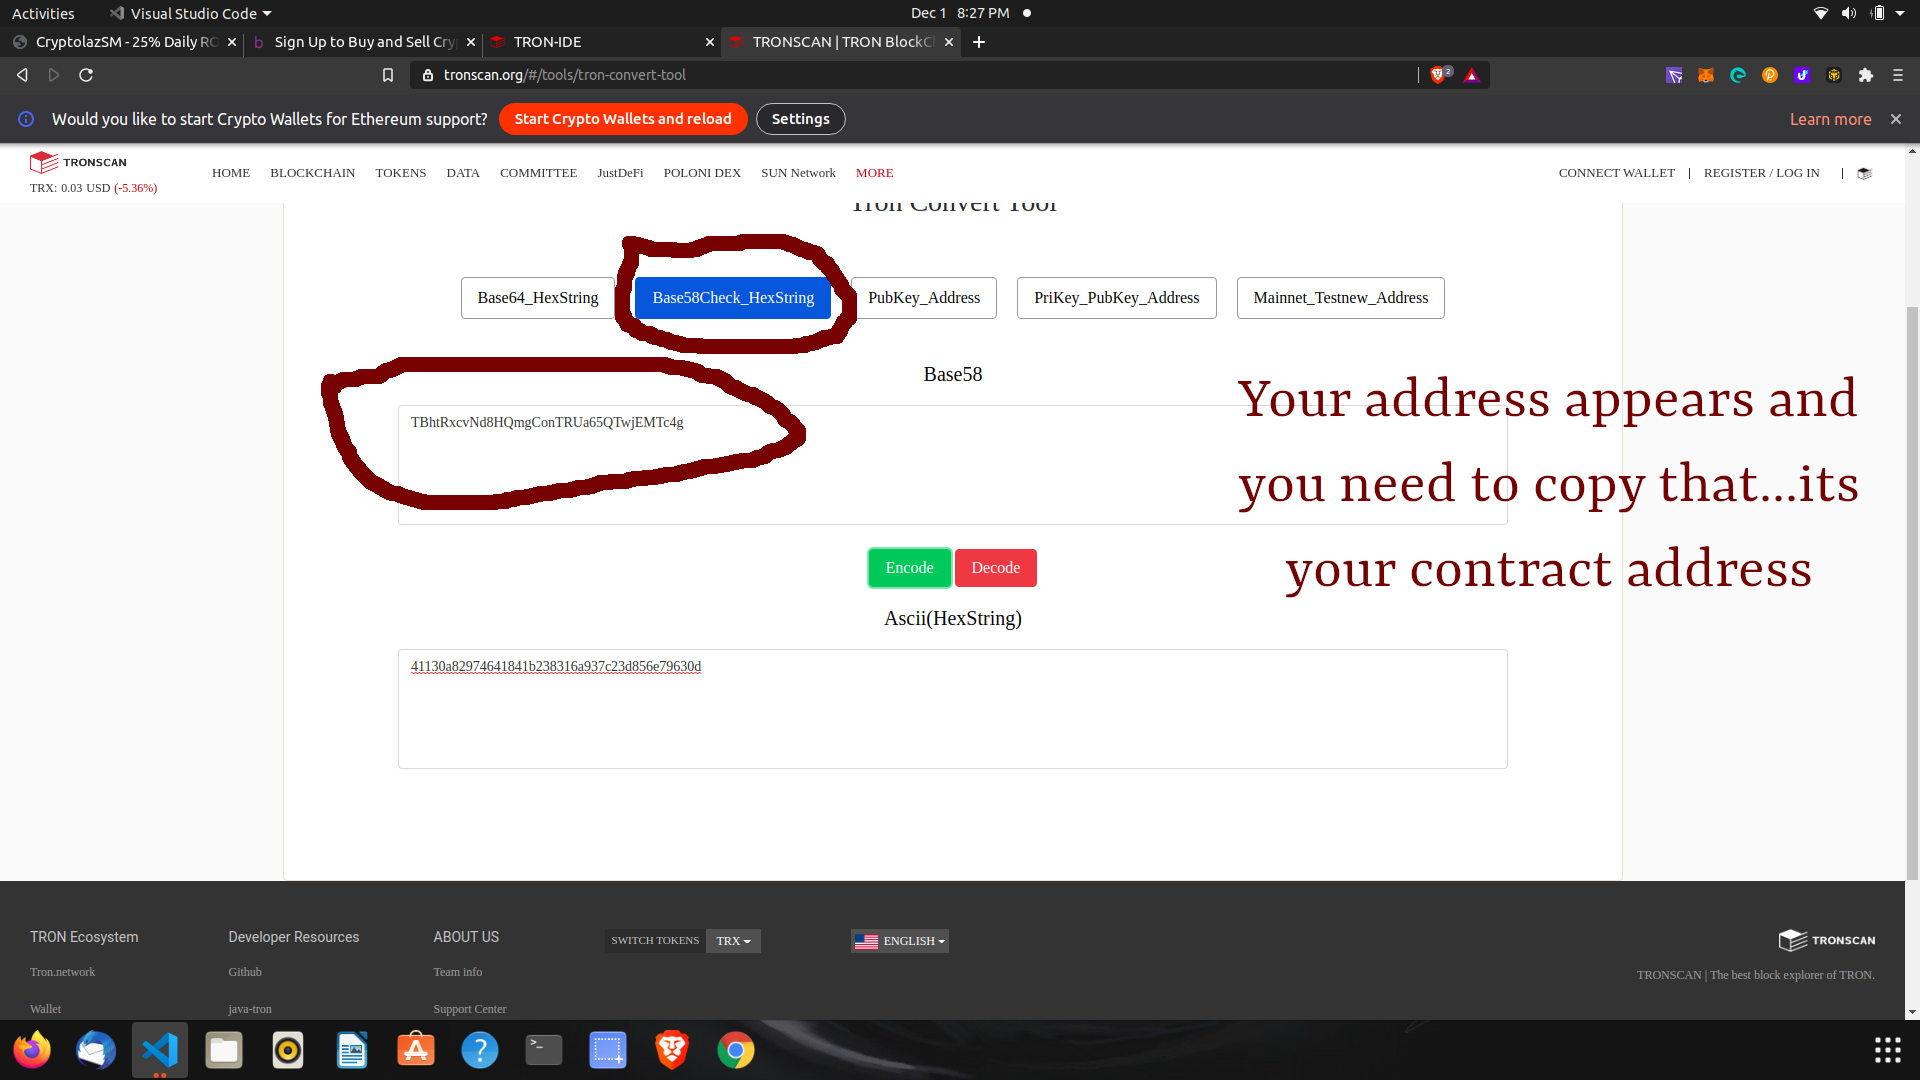 Activities
Visual Studio Code
Dec 1 8:27 PM
CryptolazSM - 25% Daily RO
Sign Up to Buy and Sell Cry
TRON-IDE
TRONSCAN | TRON BlockC
tronscan.org/#/tools/tron-convert-tool
2
Would you like to start Crypto Wallets for Ethereum support?
Start Crypto Wallets and reload
Settings
Learn more
TRONSCAN
TRX: 0.03 USD (-5.36%)
HOME
BLOCKCHAIN
TOKENS
DATA
COMMITTEE
JustDeFi
POLONI DEX
SUN Network
MORE
CONNECT WALLET
REGISTER / LOG IN
Tron Convert Tool
Base64_HexString
Base58Check_HexString
PubKey_Address
PriKey_PubKey_Address
Mainnet_Testnew_Address
Base58
TBhtRxcvNd8HQmgConTRUa65QTwjEMTc4g
Your address appears and
you need to copy that...its
your contract address
Encode
Decode
Ascii(HexString)
41130a82974641841b238316a937c23d856e79630d
TRON Ecosystem
Developer Resources
ABOUT US
SWITCH TOKENS
TRX
ENGLISH
TRONSCAN
Tron.network
Github
Team info
TRONSCAN | The best block explorer of TRON.
Wallet
java-tron
Support Center